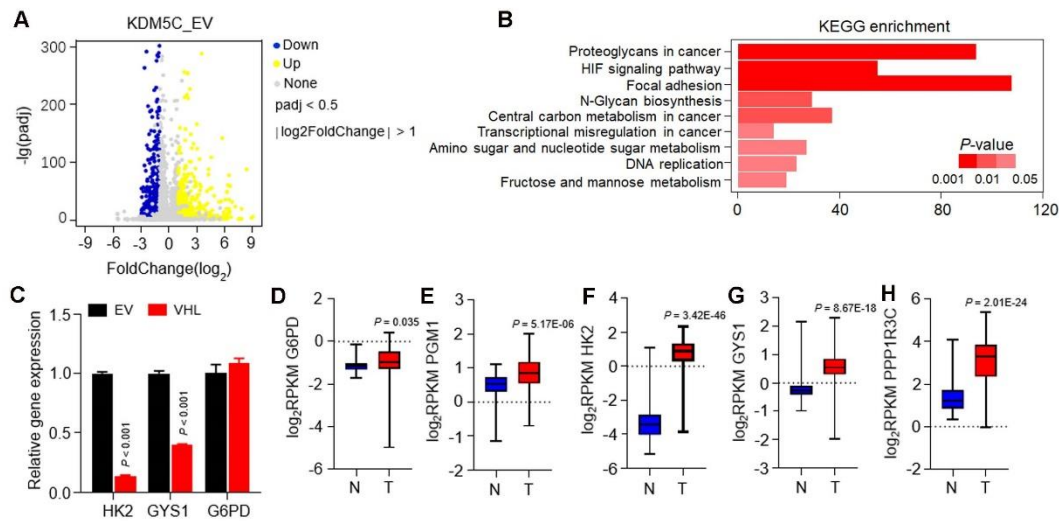 A
KDM5C_EV
300
200
100
0
-lg(padj)
-9 -6 -3 0 3 6 9
FoldChange(log2)
Down
Up
None
padj < 0.5
|log2FoldChange| > 1
B
KEGG enrichment
Proteoglycans in cancer
HIF signaling pathway
Focal adhesion
N-Glycan biosynthesis
Central carbon metabolism in cancer
Transcriptional misregulation in cancer
Amino sugar and nucleotide sugar metabolism
DNA replication
Fructose and mannose metabolism
P-value
0.001 0.01 0.05
0 40 80 120
C
EV VHL
Relative gene expression
1.5
1.0
0.5
0.0
P < 0.001
P < 0.001
HK2 GYS1 G6PD
D
log2RPKM G6PD
2
0
-2
-4
-6
P = 0.035
N T
E
log2RPKM PGM1
3
2
1
0
-1
-2
P = 5.17E-06
N T
F
log2RPKM HK2
4
2
0
-2
-4
-6
P = 3.42E-46
N T
G
log2RPKM GYS1
3
2
1
0
-1
-2
-3
P = 8.67E-18
N T
H
log2RPKM PPP1R3C
6
4
2
0
-2
P = 2.01E-24
N T